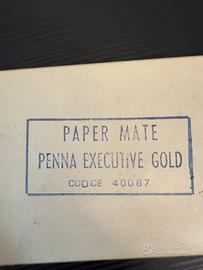 PAPER MATE
PENNA EXECUTIVE GOLD
CODICE 40087